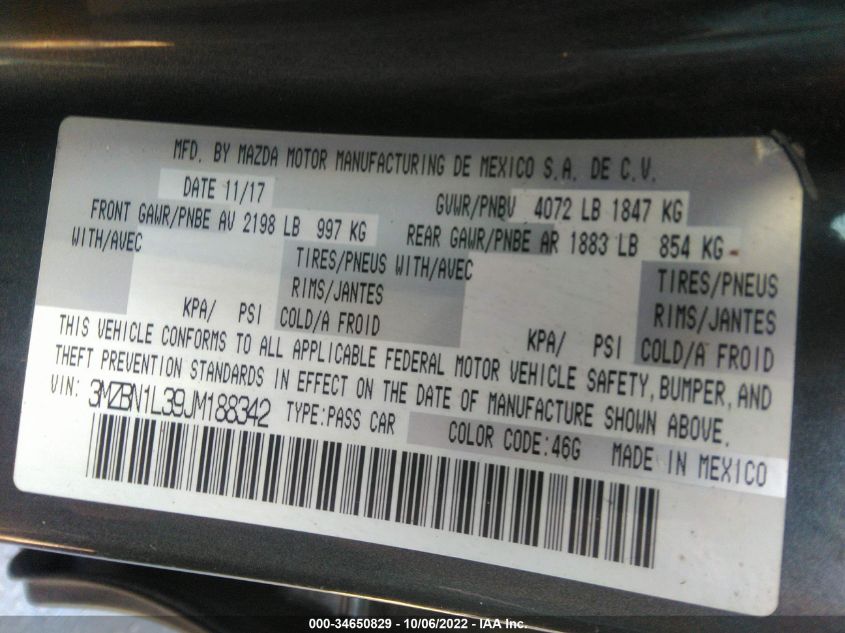 MFD. BY MAZDA MOTOR MANUFACTURING DE MEXICO S.A. DE C.V.
DATE 11/17 GVWR/PNBV 4072 LB 1847 KG
FRONT GAWR/PNBE AV 2198 LB 997 KG REAR GAWR/PNBE AR 1883 LB 854 KG
WITH/AVEC TIRES/PNEUS WITH/AVEC TIRES/PNEUS
RIMS/JANTES RIMS/JANTES
KPA/ PSI COLD/A FROID KPA/ PSI COLD/A FROID
THIS VEHICLE CONFORMS TO ALL APPLICABLE FEDERAL MOTOR VEHICLE SAFETY, BUMPER, AND
THEFT PREVENTION STANDARDS IN EFFECT ON THE DATE OF MANUFACTURE SHOWN ABOVE.
VIN: 3MZBN1L39JM188342 TYPE:PASS CAR COLOR CODE:46G MADE IN MEXICO
000-34650829 - 10/06/2022 - IAA Inc.